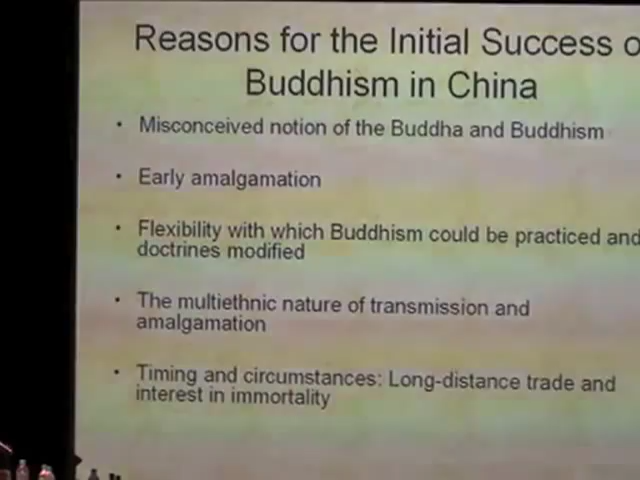 Reasons for the Initial Success o
Buddhism in China
• Misconceived notion of the Buddha and Buddhism
• Early amalgamation
• Flexibility with which Buddhism could be practiced and
doctrines modified
• The multiethnic nature of transmission and
amalgamation
• Timing and circumstances: Long-distance trade and
interest in immortality